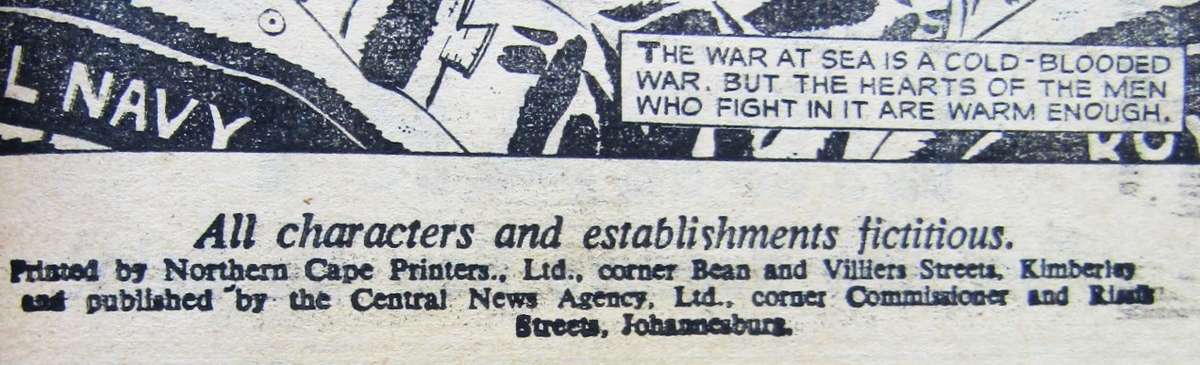 L NAVY
THE WAR AT SEA IS A COLD-BLOODED
WAR. BUT THE HEARTS OF THE MEN
WHO FIGHT IN IT ARE WARM ENOUGH.
RO
All characters and establishments fictitious.
Printed by Northern Cape Printers., Ltd., corner Bean and Villiers Streets, Kimberley
and published by the Central News Agency, Ltd., corner Commissioner and Rissik
Streets, Johannesburg.